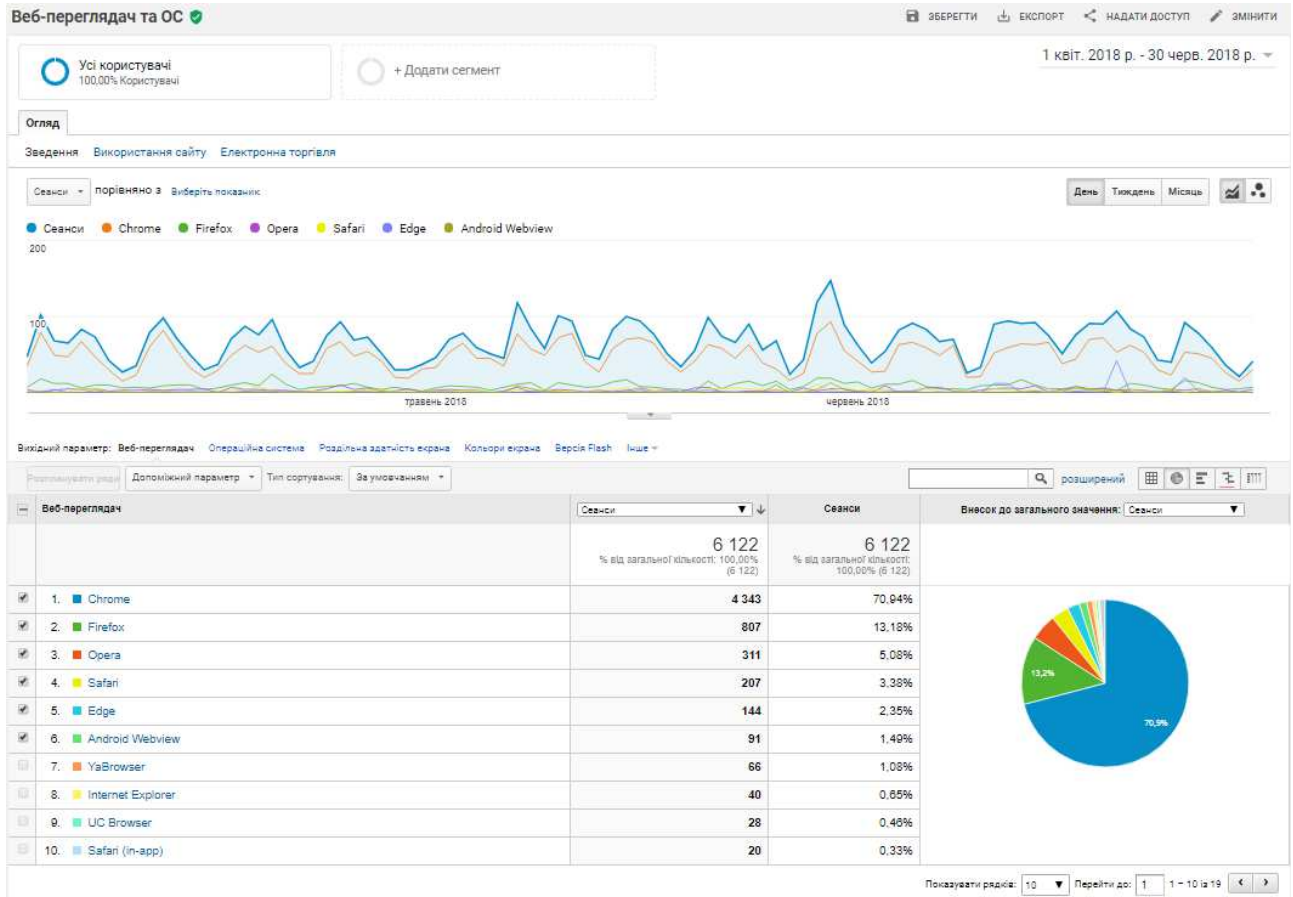 Веб-переглядач та ОС
ЗБЕРЕГТИ ЕКСПОРТ НАДАТИ ДОСТУП ЗМІНИТИ
Усі користувачі
100,00% Користувачі
+ Додати сегмент
1 квіт. 2018 р. - 30 черв. 2018 р.
Огляд
Зведення Використання сайту Електронна торгівля
Сеанси порівняно з Виберіть показник
День Тиждень Місяць
Сеанси Chrome Firefox Opera Safari Edge Android Webview
200
100
травень 2018 червень 2018
Вихідний параметр: Веб-переглядач Операційна система Роздільна здатність екрана Кольори екрана Версія Flash Інше
Розпланувати ряди Допоміжний параметр Тип сортування: За умовчанням розширений
Веб-переглядач Сеанси Сеанси Внесок до загального значення: Сеанси
6 122 6 122
% від загальної кількості: 100,00% (6 122) % від загальної кількості: 100,00% (6 122)
1. Chrome 4 343 70,94%
2. Firefox 807 13,18%
3. Opera 311 5,08%
4. Safari 207 3,38%
5. Edge 144 2,35%
6. Android Webview 91 1,49%
7. YaBrowser 66 1,08%
8. Internet Explorer 40 0,65%
9. UC Browser 28 0,46%
10. Safari (in-app) 20 0,33%
13,2%
70,9%
Показувати рядків: 10 Перейти до: 1 1 – 10 із 19